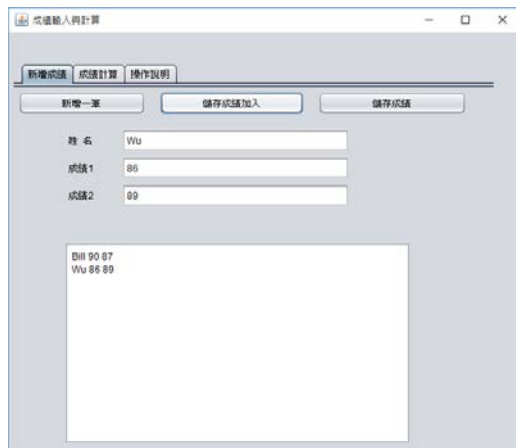 成績輸入與計算
新增成績 成績計算 操作說明
新增一筆 儲存成績加入 儲存成績
姓 名 Wu
成績1 86
成績2 89
Bill 90 87
Wu 86 89